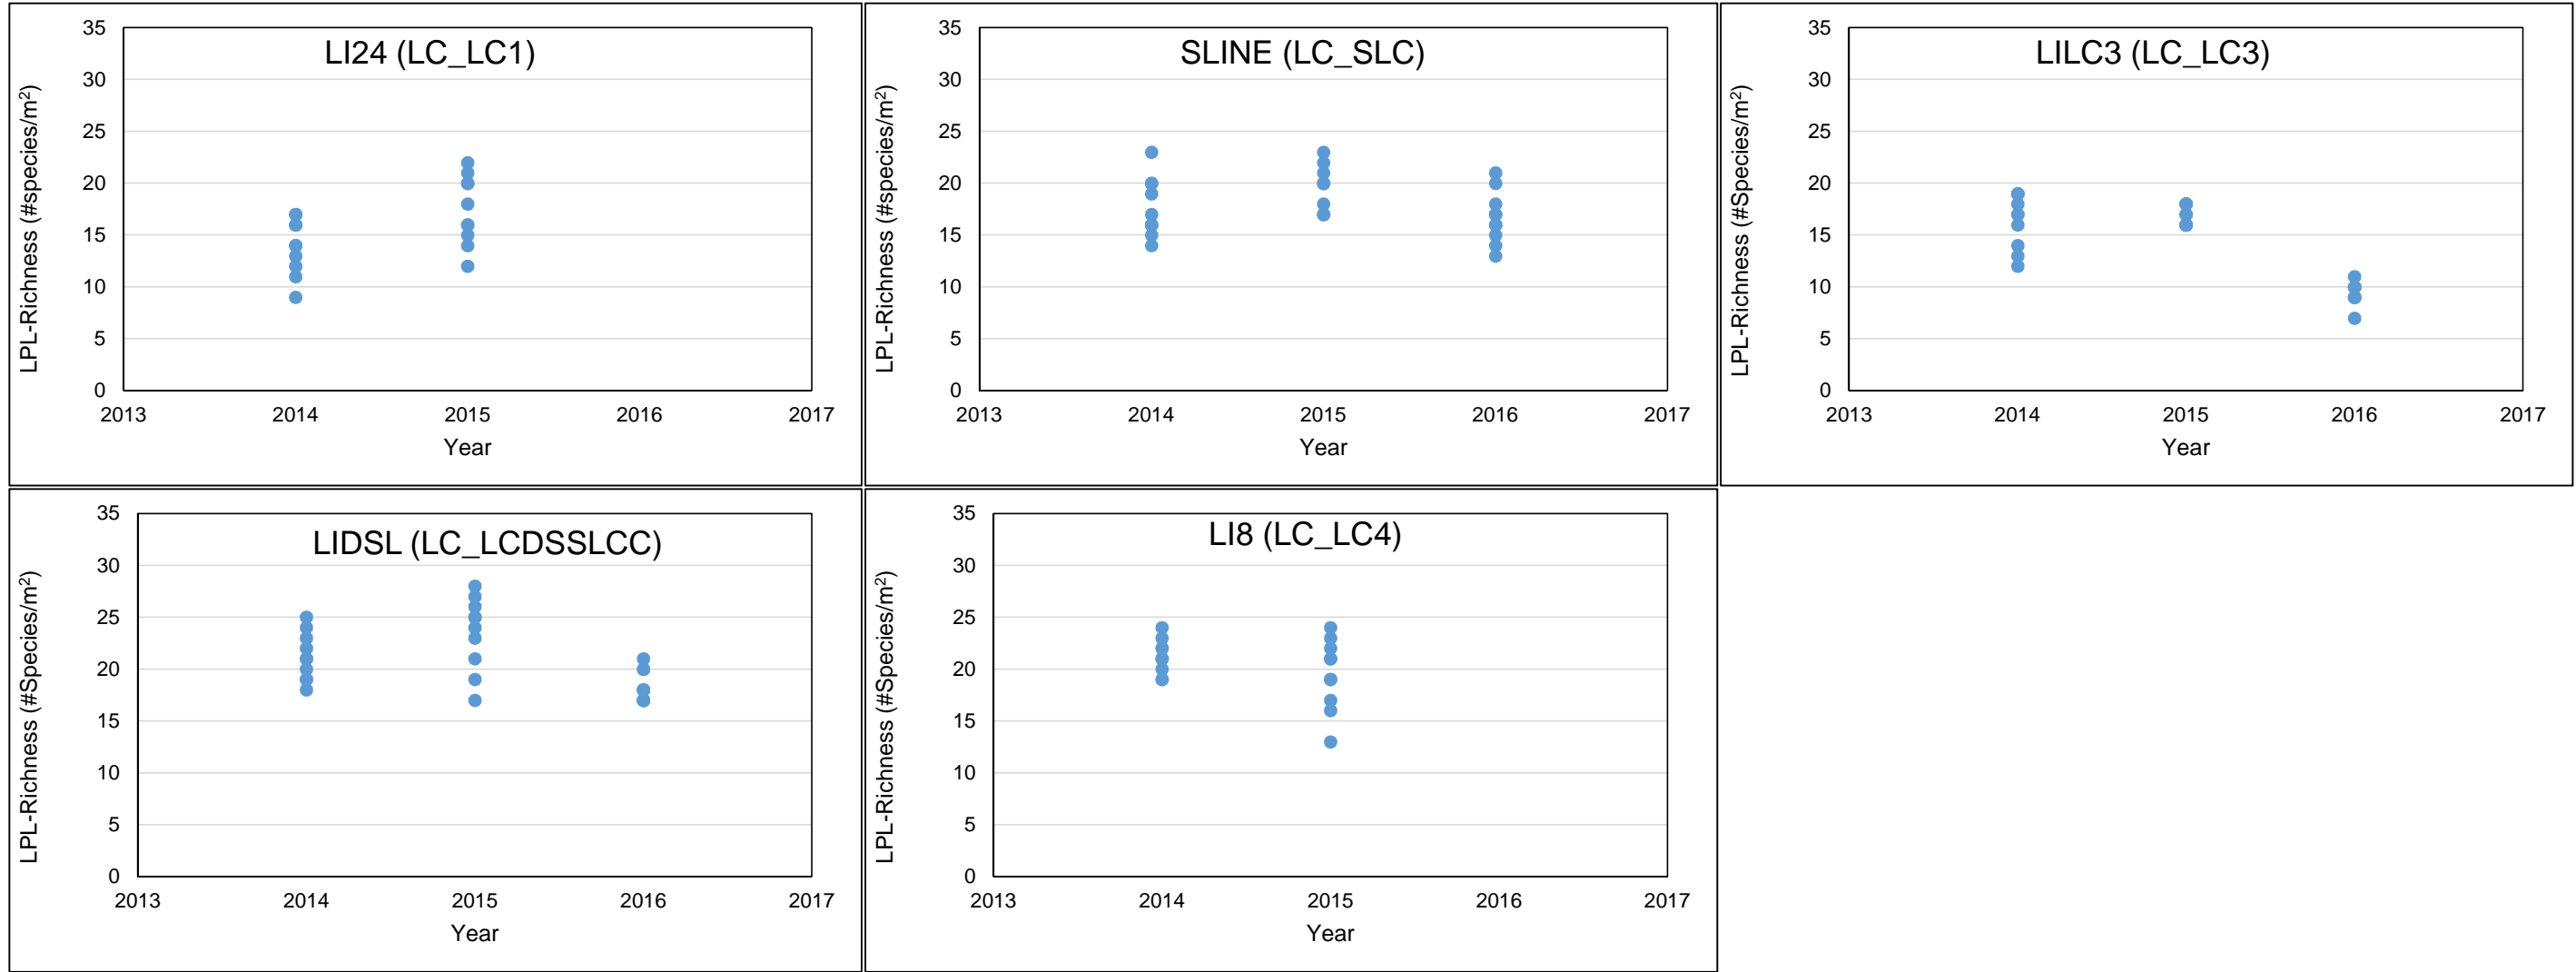 LI24 (LC_LC1)
LPL-Richness (#species/m²)
35
30
25
20
15
10
5
0
2013 2014 2015 2016 2017
Year
SLINE (LC_SLC)
LPL-Richness (#species/m²)
35
30
25
20
15
10
5
0
2013 2014 2015 2016 2017
Year
LILC3 (LC_LC3)
LPL-Richness (#Species/m²)
35
30
25
20
15
10
5
0
2013 2014 2015 2016 2017
Year
LIDSL (LC_LCDSSLCC)
LPL-Richness (#Species/m²)
35
30
25
20
15
10
5
0
2013 2014 2015 2016 2017
Year
LI8 (LC_LC4)
LPL-Richness (#Species/m²)
35
30
25
20
15
10
5
0
2013 2014 2015 2016 2017
Year